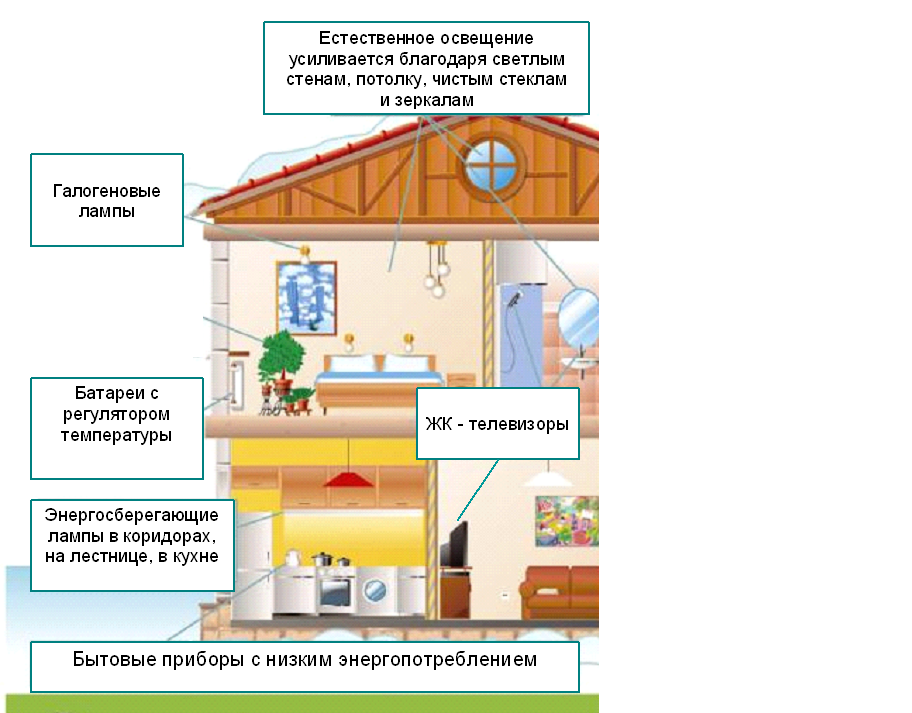 Естественное освещение
усиливается благодаря светлым
стенам, потолку, чистым стеклам
и зеркалам
Галогеновые
лампы
Батареи с
регулятором
температуры
ЖК - телевизоры
Энергосберегающие
лампы в коридорах,
на лестнице, в кухне
Бытовые приборы с низким энергопотреблением